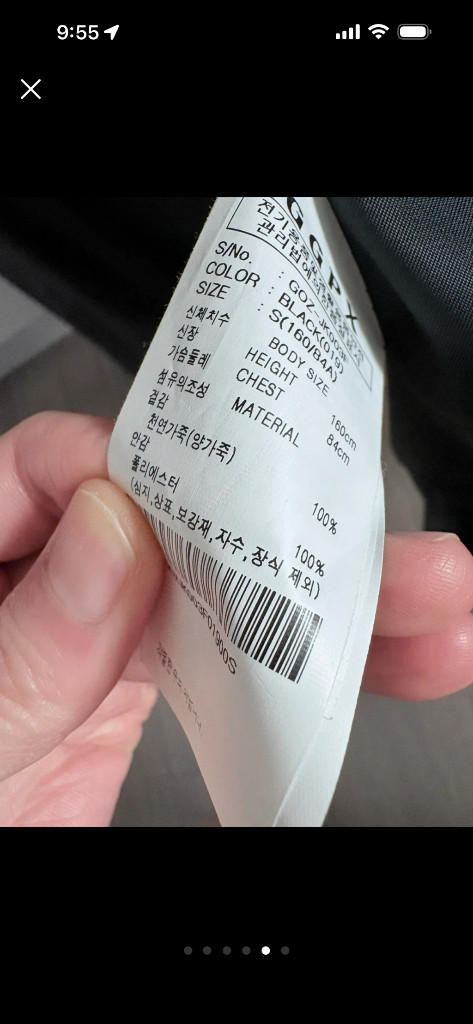 9:55
GGPX
S/No. : GOZ-JK003F
COLOR : BLACK(019)
SIZE : S(160/84A)
신체치수 BODY SIZE
신장 HEIGHT 160cm
가슴둘레 CHEST 84cm
섬유의조성 MATERIAL
겉감
천연가죽(양가죽) 100%
안감
폴리에스터 100%
(심지,상표,보강재,자수,장식 제외)